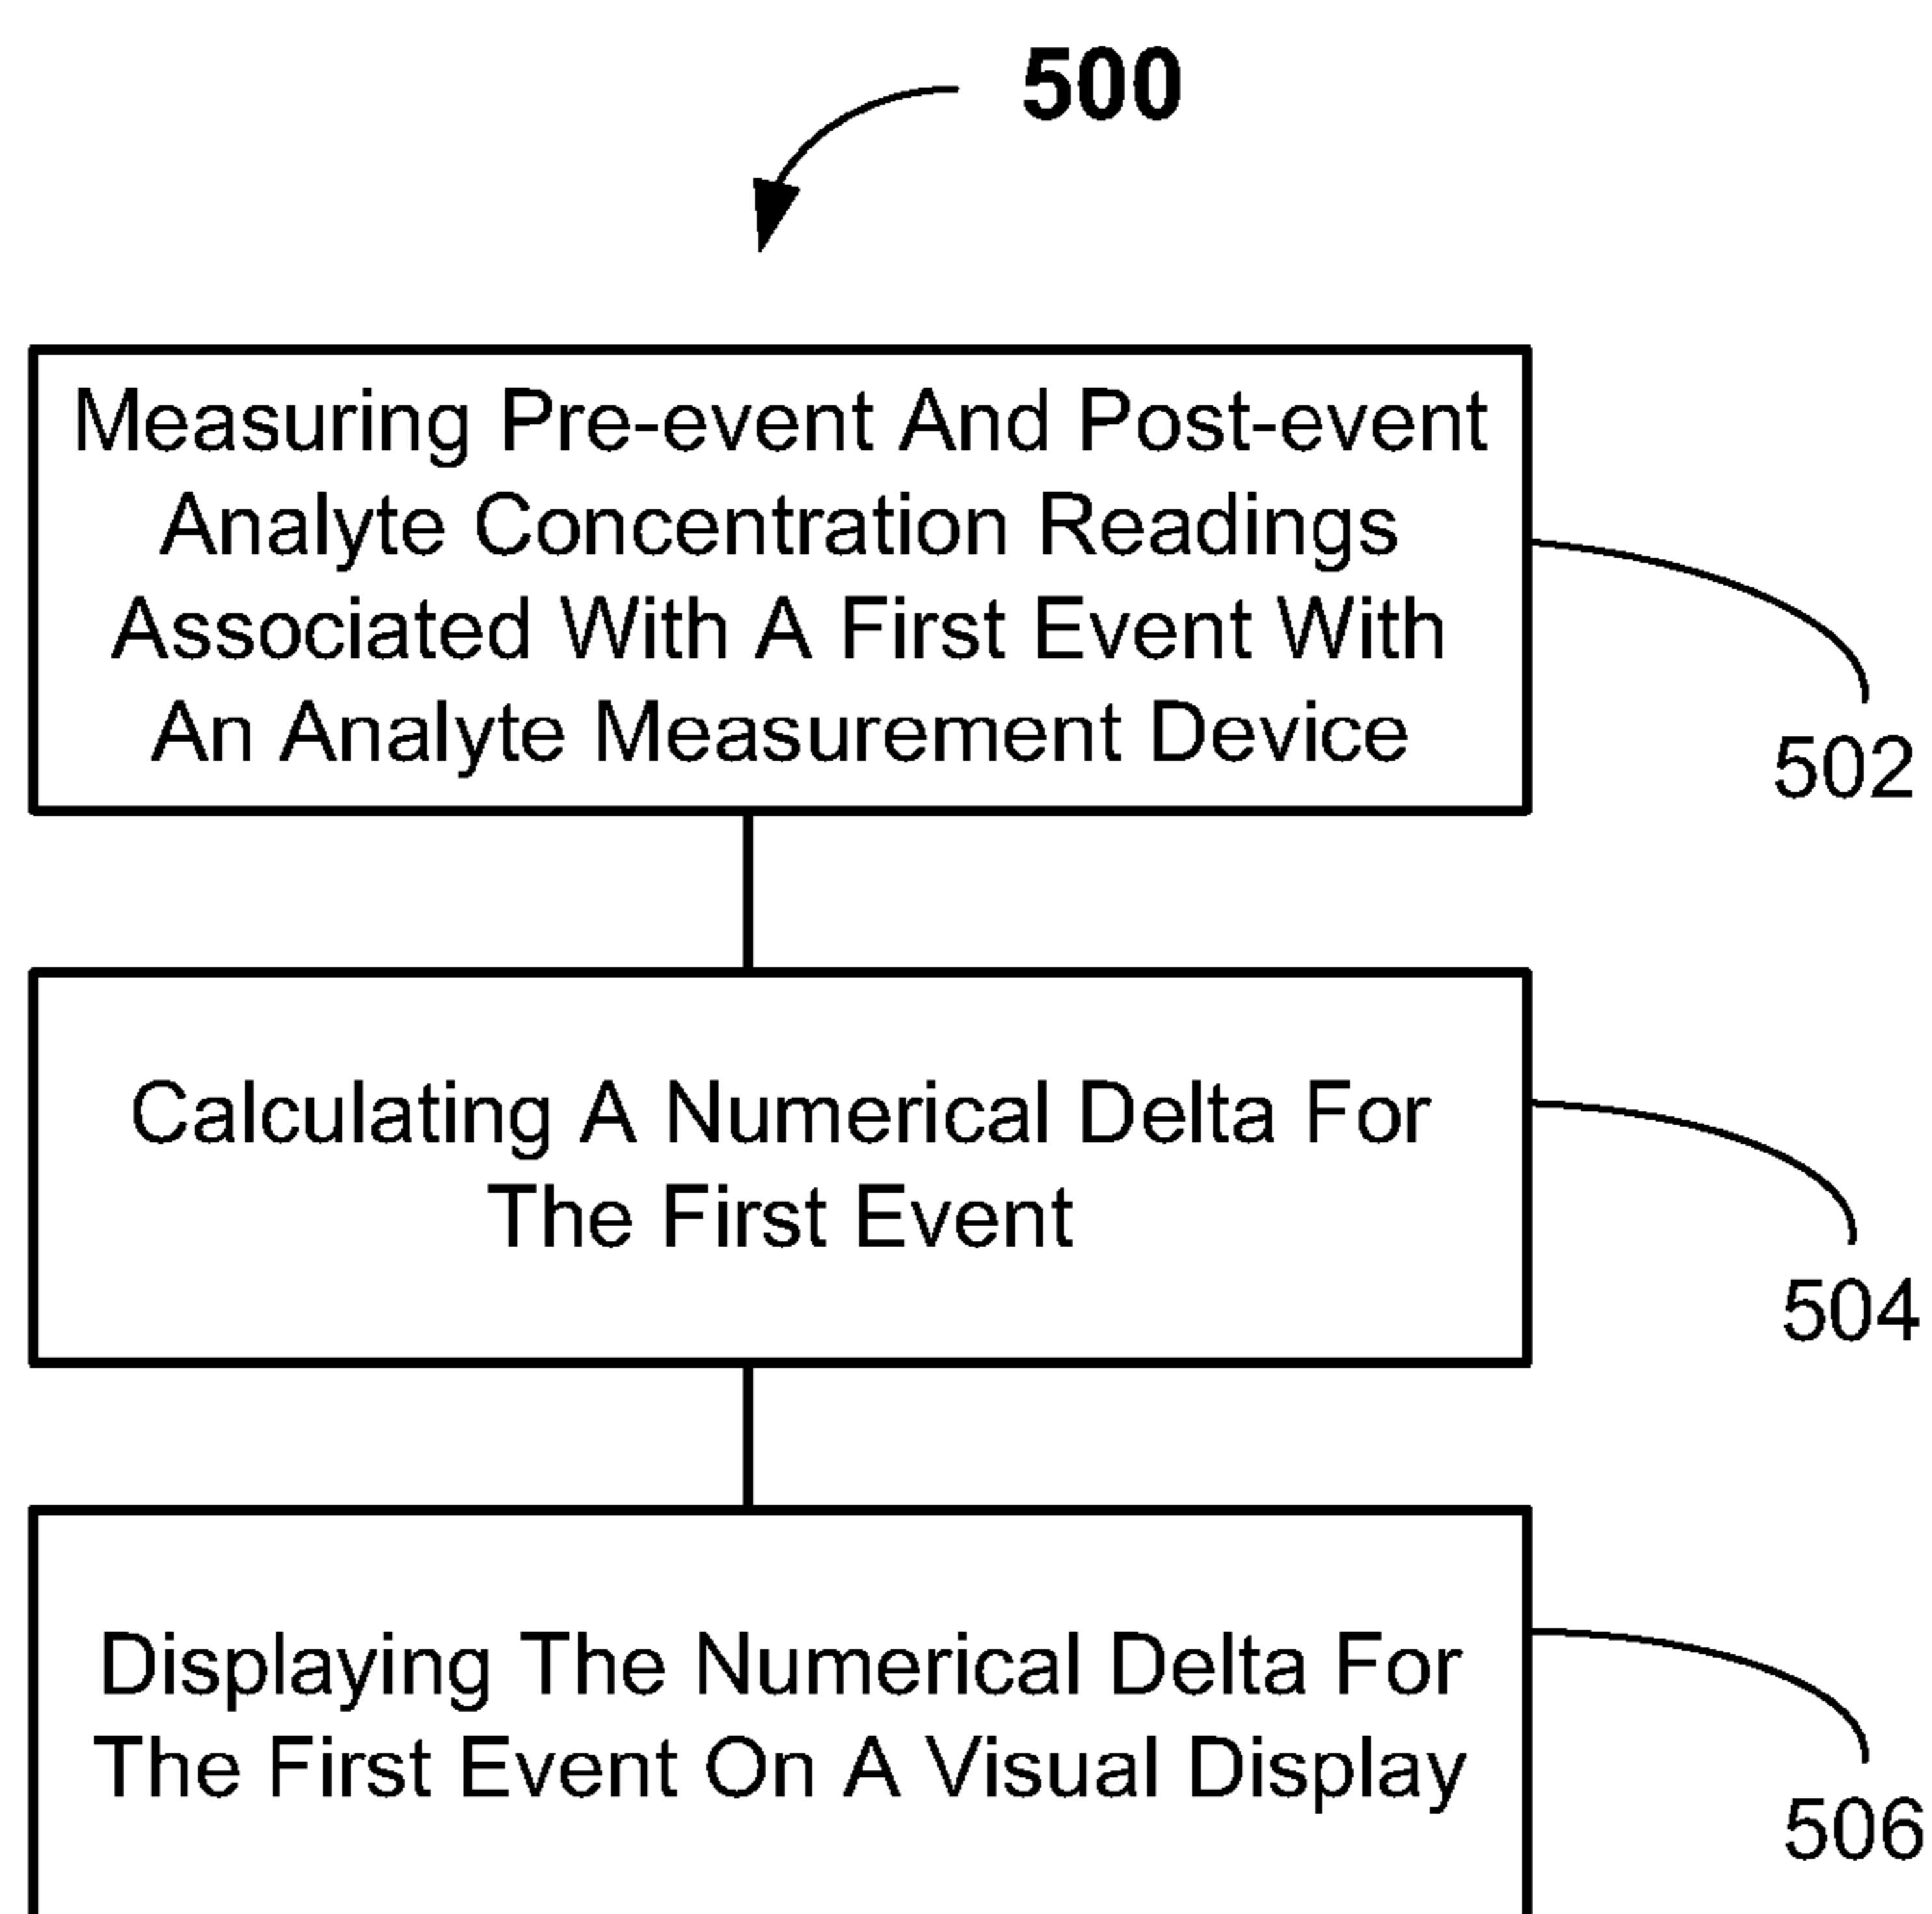 500
Measuring Pre-event And Post-event
Analyte Concentration Readings
Associated With A First Event With
An Analyte Measurement Device
502
Calculating A Numerical Delta For
The First Event
504
Displaying The Numerical Delta For
The First Event On A Visual Display
506